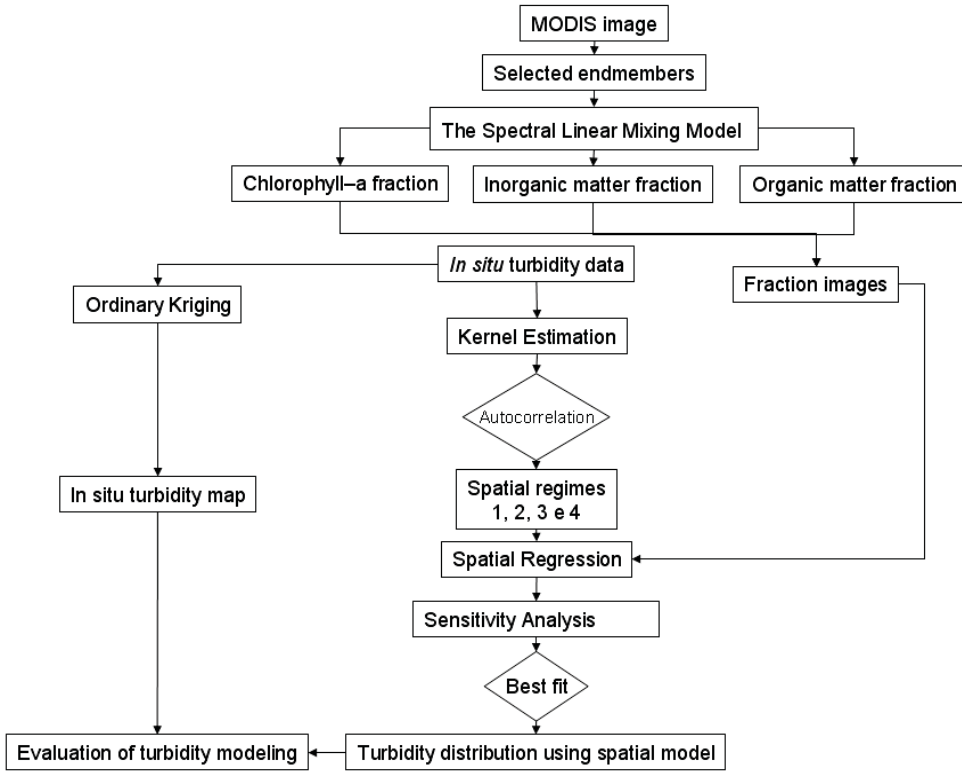 MODIS image
Selected endmembers
The Spectral Linear Mixing Model
Chlorophyll–a fraction
Inorganic matter fraction
Organic matter fraction
In situ turbidity data
Fraction images
Ordinary Kriging
Kernel Estimation
Autocorrelation
In situ turbidity map
Spatial regimes
1, 2, 3 e 4
Spatial Regression
Sensitivity Analysis
Best fit
Evaluation of turbidity modeling
Turbidity distribution using spatial model